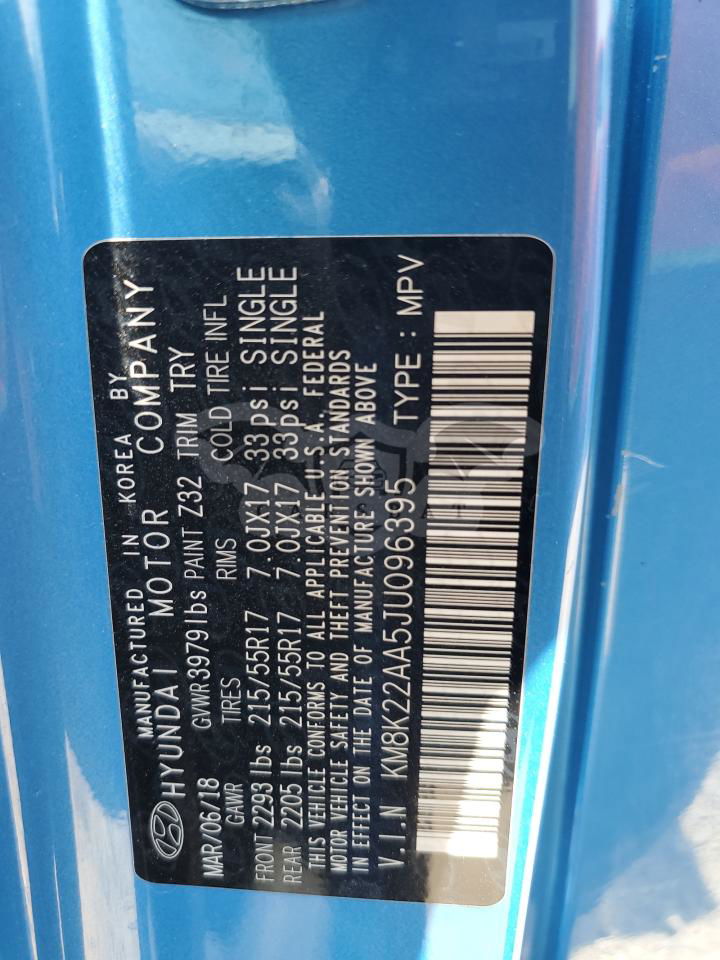 MANUFACTURED IN KOREA BY
HYUNDAI MOTOR COMPANY
MAR/06/18 GVWR 3979 lbs PAINT Z32 TRIM TRY
GAWR TIRES RIMS COLD TIRE INFL
FRONT 2293 lbs 215/55R17 7.0JX17 33psi SINGLE
REAR 2205 lbs 215/55R17 7.0JX17 33psi SINGLE
THIS VEHICLE CONFORMS TO ALL APPLICABLE U.S.A. FEDERAL
MOTOR VEHICLE SAFETY AND THEFT PREVENTION STANDARDS
IN EFFECT ON THE DATE OF MANUFACTURE SHOWN ABOVE
V.I.N KM8K22AA5JU096395 TYPE : MPV